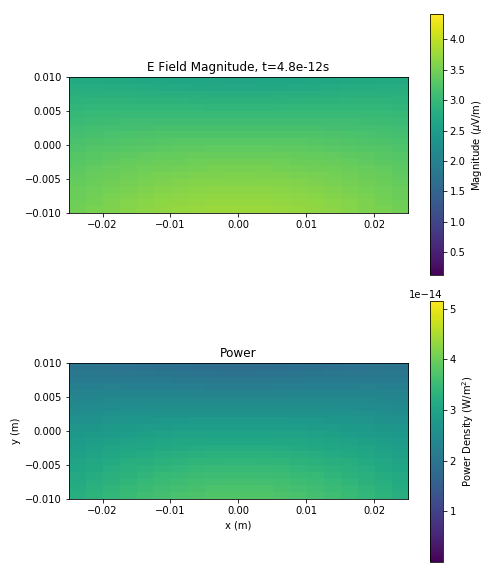 E Field Magnitude, t=4.8e-12s
0.010
0.005
0.000
−0.005
−0.010
−0.02 −0.01 0.00 0.01 0.02
4.0
3.5
3.0
2.5
2.0
1.5
1.0
0.5
Magnitude (μV/m)
Power
0.010
0.005
0.000
−0.005
−0.010
y (m)
−0.02 −0.01 0.00 0.01 0.02
x (m)
1e−14
5
4
3
2
1
Power Density (W/m²)